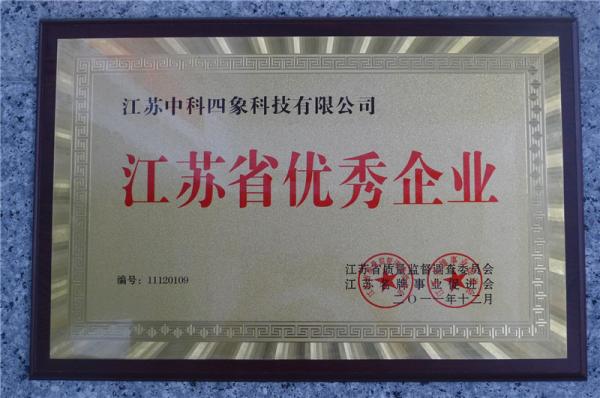 江苏中科四象科技有限公司
江苏省优秀企业
编号：11120109
江苏省质量监督调查委员会
江苏名牌事业促进会
二〇一一年十二月